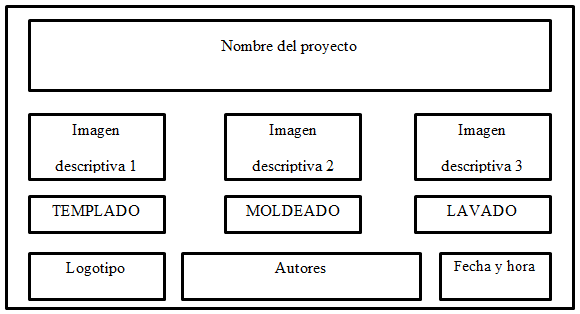 Nombre del proyecto
Imagen
descriptiva 1
Imagen
descriptiva 2
Imagen
descriptiva 3
TEMPLADO
MOLDEADO
LAVADO
Logotipo
Autores
Fecha y hora